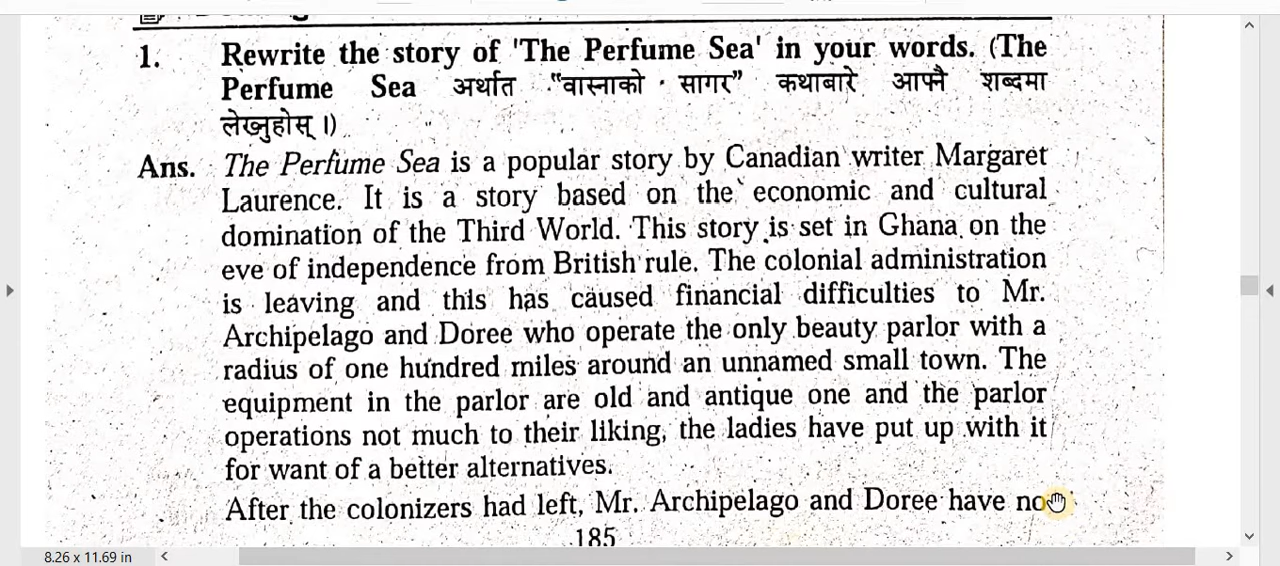 1. Rewrite the story of 'The Perfume Sea' in your words. (The
Perfume Sea अर्थात "वास्नाको सागर" कथाबारे आफ्नै शब्दमा
लेख्नुहोस् ।)
Ans. The Perfume Sea is a popular story by Canadian writer Margaret
Laurence. It is a story based on the economic and cultural
domination of the Third World. This story is set in Ghana on the
eve of independence from British rule. The colonial administration
is leaving and this has caused financial difficulties to Mr.
Archipelago and Doree who operate the only beauty parlor with a
radius of one hundred miles around an unnamed small town. The
equipment in the parlor are old and antique one and the parlor
operations not much to their liking, the ladies have put up with it
for want of a better alternatives.
After the colonizers had left, Mr. Archipelago and Doree have no
185
8.26 x 11.69 in